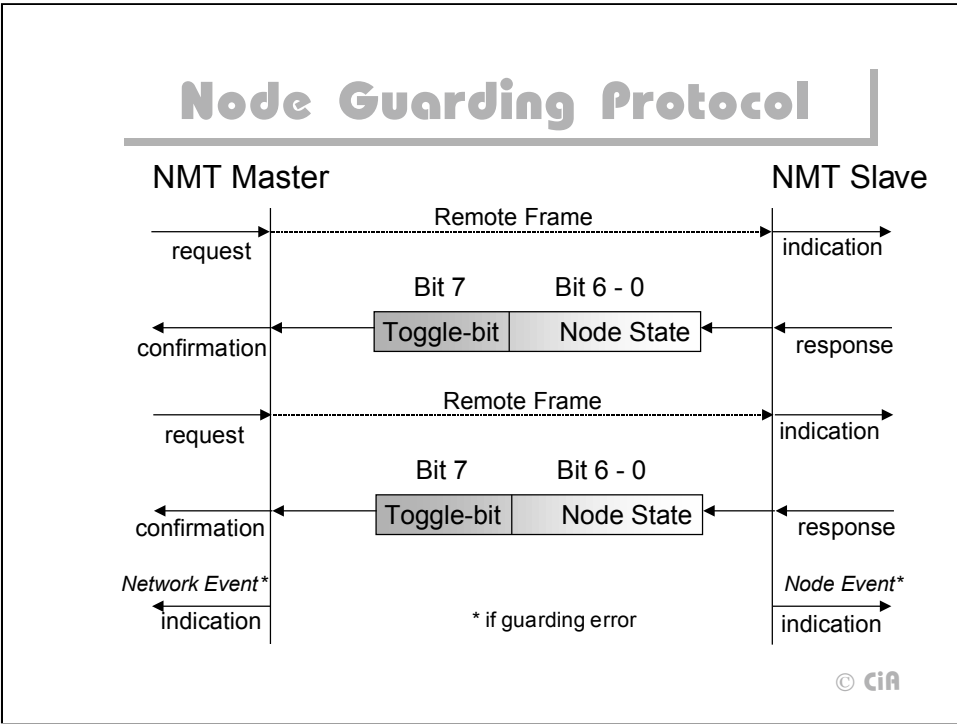 Node Guarding Protocol
NMT Master
NMT Slave
Remote Frame
request
indication
Bit 7
Bit 6 - 0
Toggle-bit
Node State
confirmation
response
Remote Frame
request
indication
Bit 7
Bit 6 - 0
Toggle-bit
Node State
confirmation
response
Network Event*
Node Event*
indication
* if guarding error
indication
© CiA